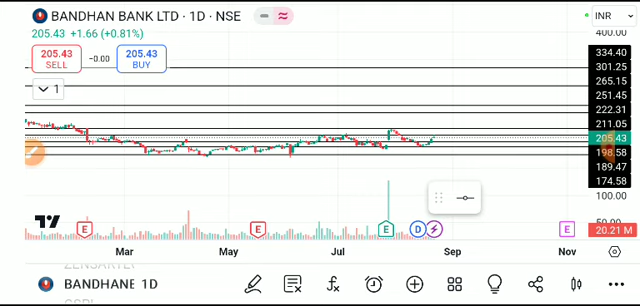 BANDHAN BANK LTD · 1D · NSE
INR
205.43 +1.66 (+0.81%)
400.00
205.43
SELL
−0.00
205.43
BUY
334.40
301.25
265.15
251.45
222.31
211.05
205.43
198.58
189.47
174.58
100.00
50.00
20.21 M
1
E
E
E
D
E
Mar
May
Jul
Sep
Nov
ZENSARTE
BANDHANB 1D